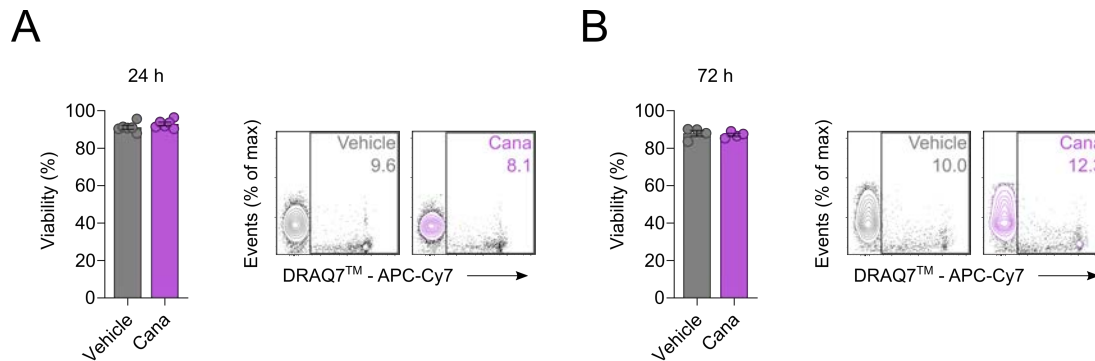 A
24 h
Viability (%)
100
80
60
40
20
0
Vehicle
Cana
Events (% of max)
Vehicle
9.6
Cana
8.1
DRAQ7™ - APC-Cy7
B
72 h
Viability (%)
100
80
60
40
20
0
Vehicle
Cana
Events (% of max)
Vehicle
10.0
Cana
DRAQ7™ - APC-Cy7